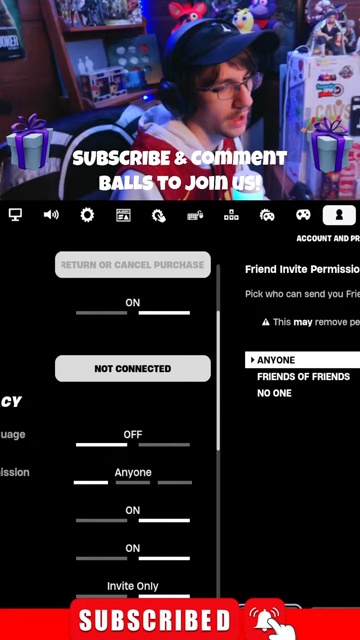 SUBSCRIBE & COMMENT
BALLS TO JOIN US!
ACCOUNT AND PR
RETURN OR CANCEL PURCHASE
Friend Invite Permissio
Pick who can send you Frie
ON
This may remove pe
NOT CONNECTED
ANYONE
FRIENDS OF FRIENDS
NO ONE
CY
uage
OFF
ission
Anyone
ON
ON
Invite Only
SUBSCRIBED